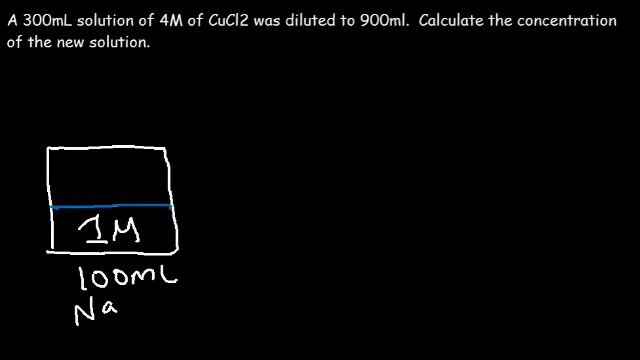 A 300mL solution of 4M of CuCl2 was diluted to 900ml. Calculate the concentration
of the new solution.
1M
100mL
Na